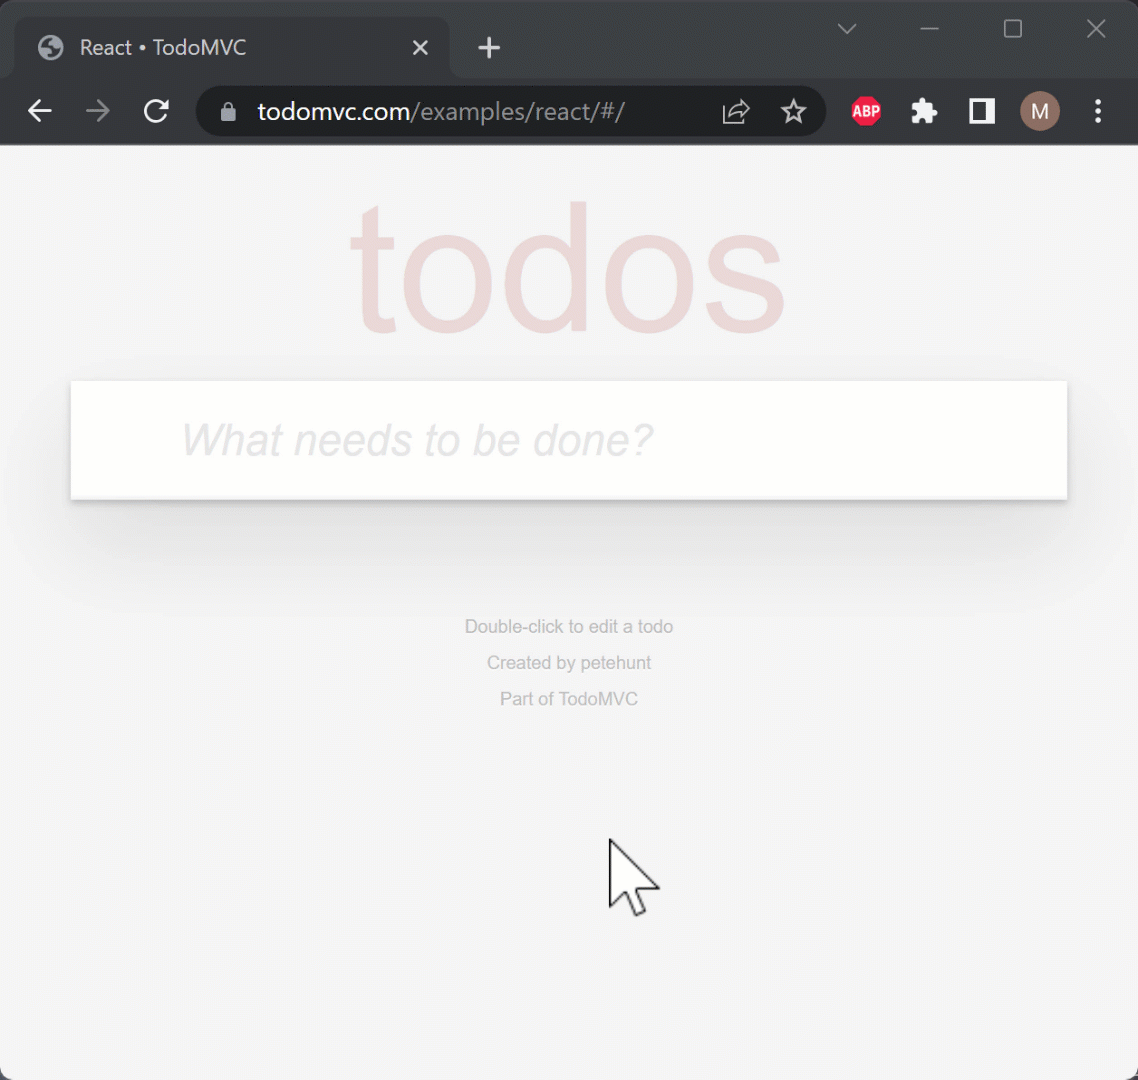 React • TodoMVC
todomvc.com/examples/react/#/
ABP
M
todos
What needs to be done?
Double-click to edit a todo
Created by petehunt
Part of TodoMVC